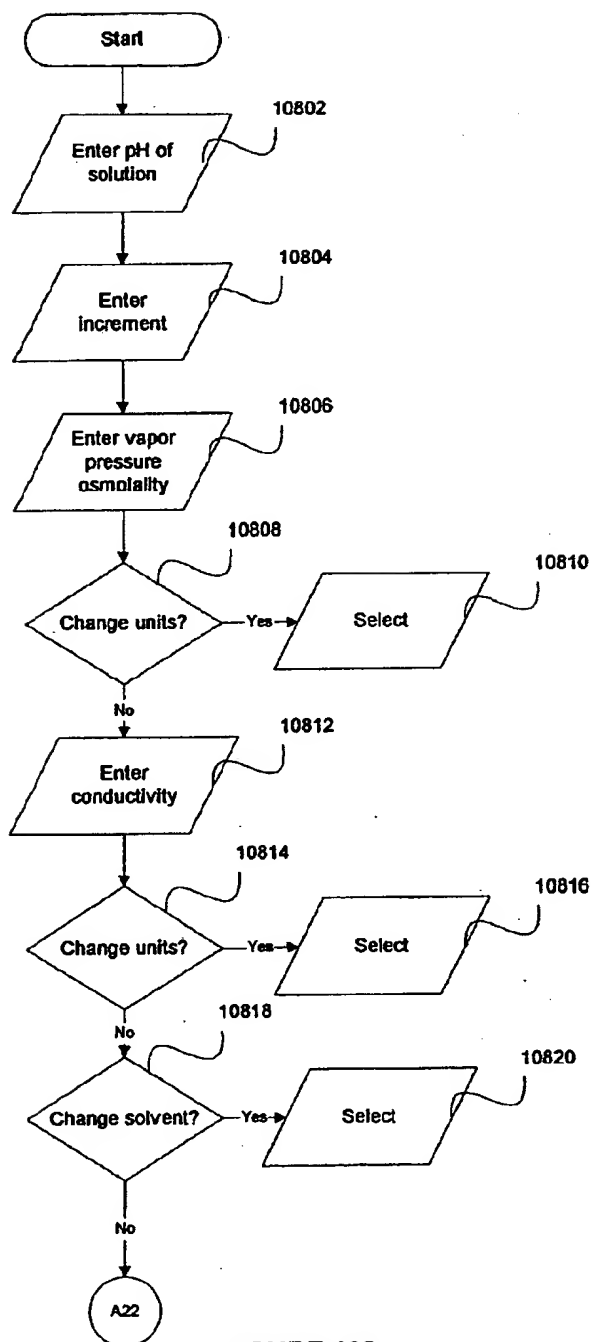 Start
10802
Enter pH of
solution
10804
Enter
increment
10806
Enter vapor
pressure
osmolality
10808
10810
Change units?
Yes
Select
No
10812
Enter
conductivity
10814
10816
Change units?
Yes
Select
No
10818
10820
Change solvent?
Yes
Select
No
A22